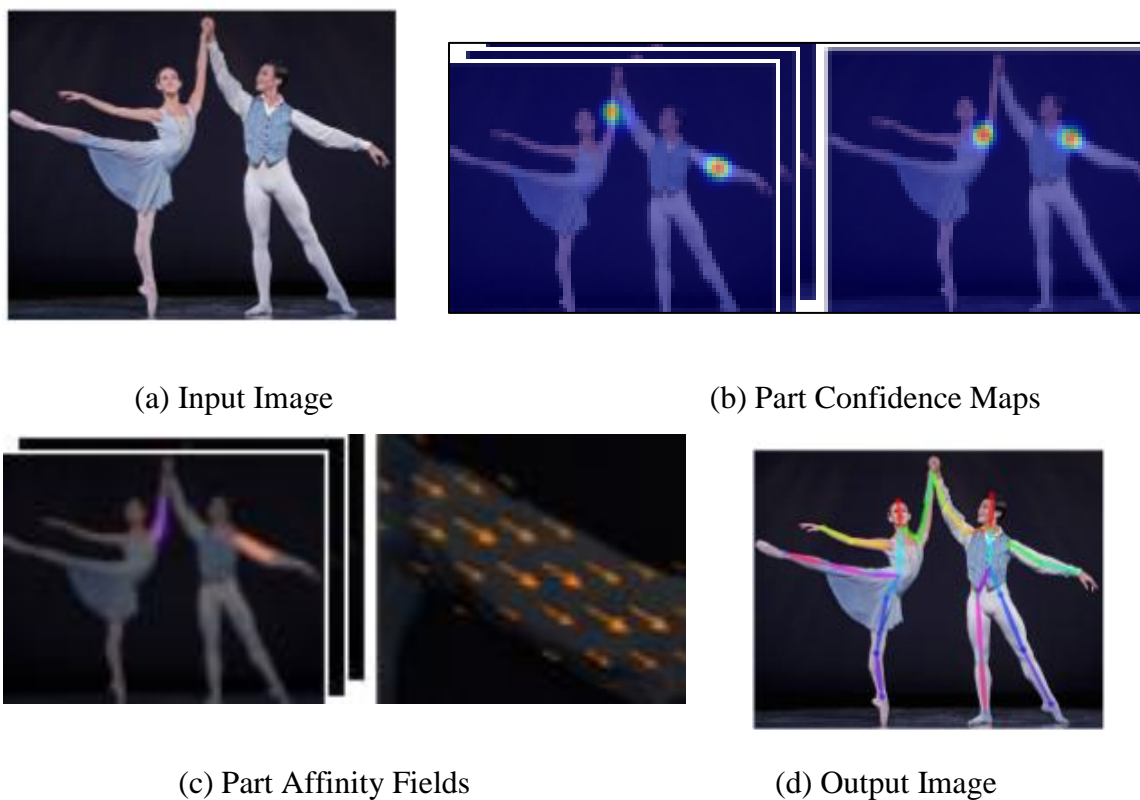 (a) Input Image
(b) Part Confidence Maps
(c) Part Affinity Fields
(d) Output Image